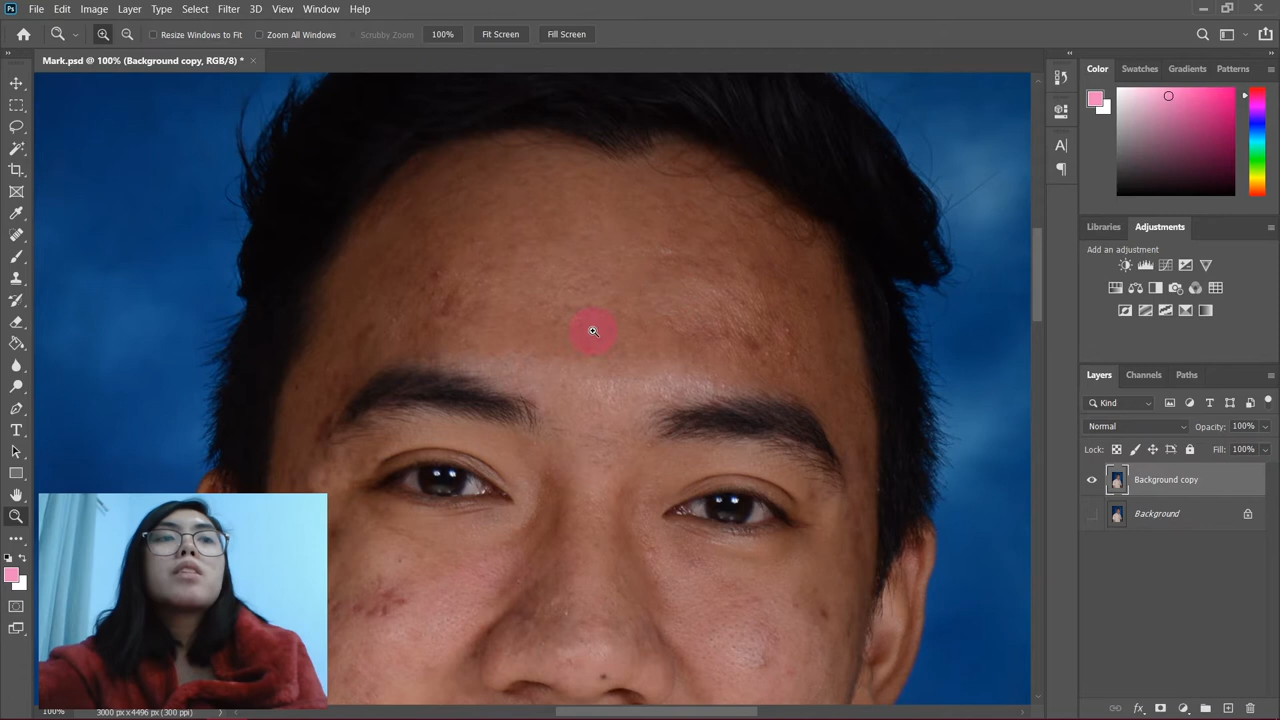 Ps File Edit Image Layer Type Select Filter 3D View Window Help
Resize Windows to Fit All Windows Scrubby Zoom 100% Fit Screen Fill Screen
Mark.psd @ 100% (Background copy, RGB/8) *
Color Swatches Gradients Patterns
Libraries Adjustments
Add an adjustment
Layers Channels Paths
Kind
Normal Opacity: 100%
Lock: Fill: 100%
Background copy
Background
100% 3000 px x 4496 px (300 ppi)